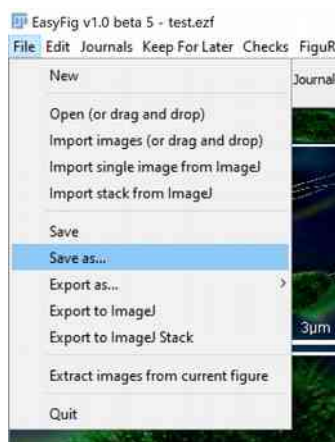 EasyFig v1.0 beta 5 - test.ezf
File Edit Journals Keep For Later Checks FiguR
New
Journal
Open (or drag and drop)
Import images (or drag and drop)
Import single image from ImageJ
Import stack from ImageJ
Save
Save as...
Export as...
Export to ImageJ
3μm
Export to ImageJ Stack
Extract images from current figure
Quit